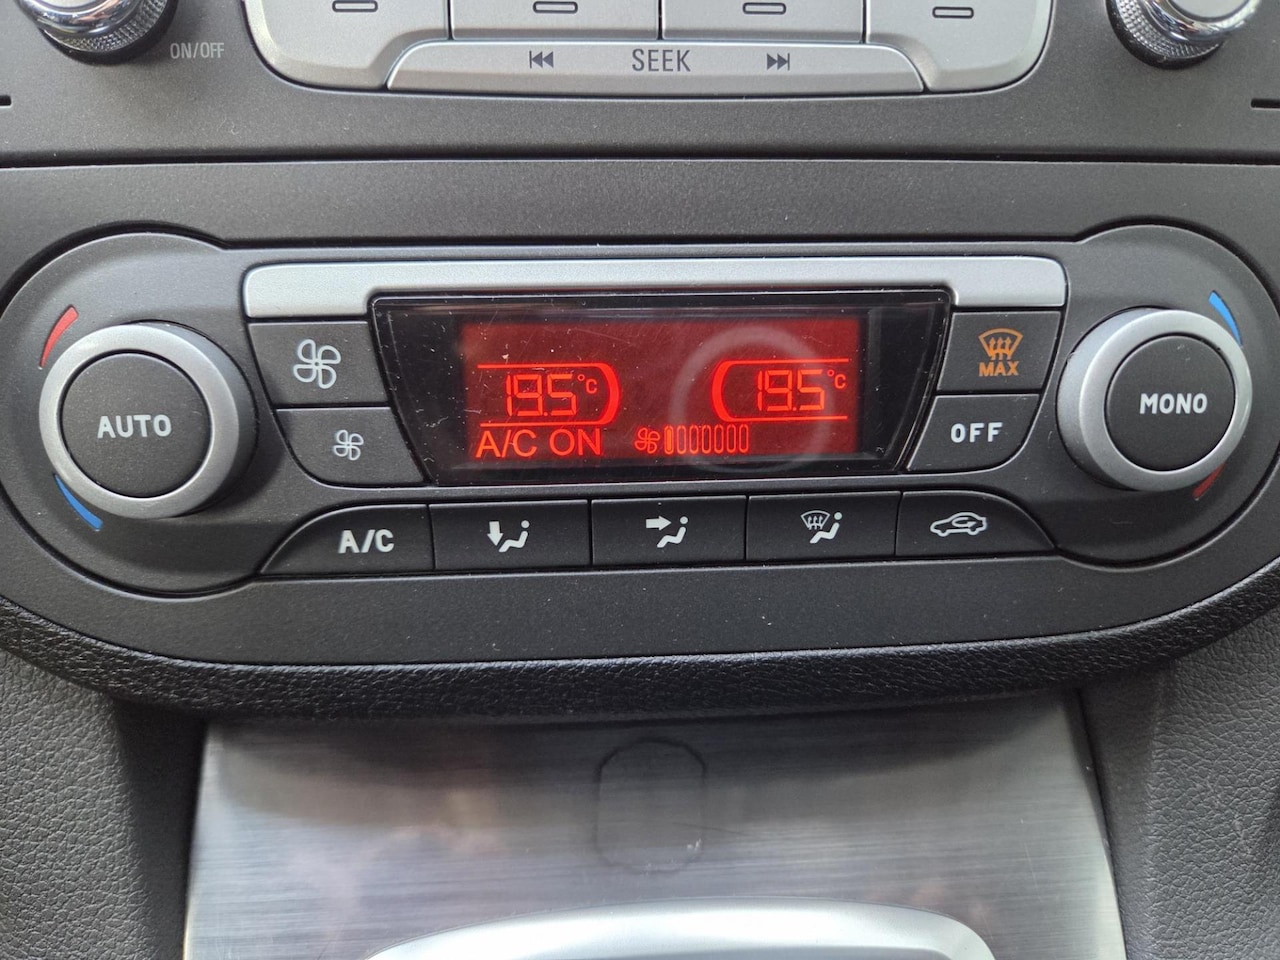 ON/OFF
SEEK
MAX
AUTO
19.5°C
19.5°C
MONO
A/C ON
OFF
A/C